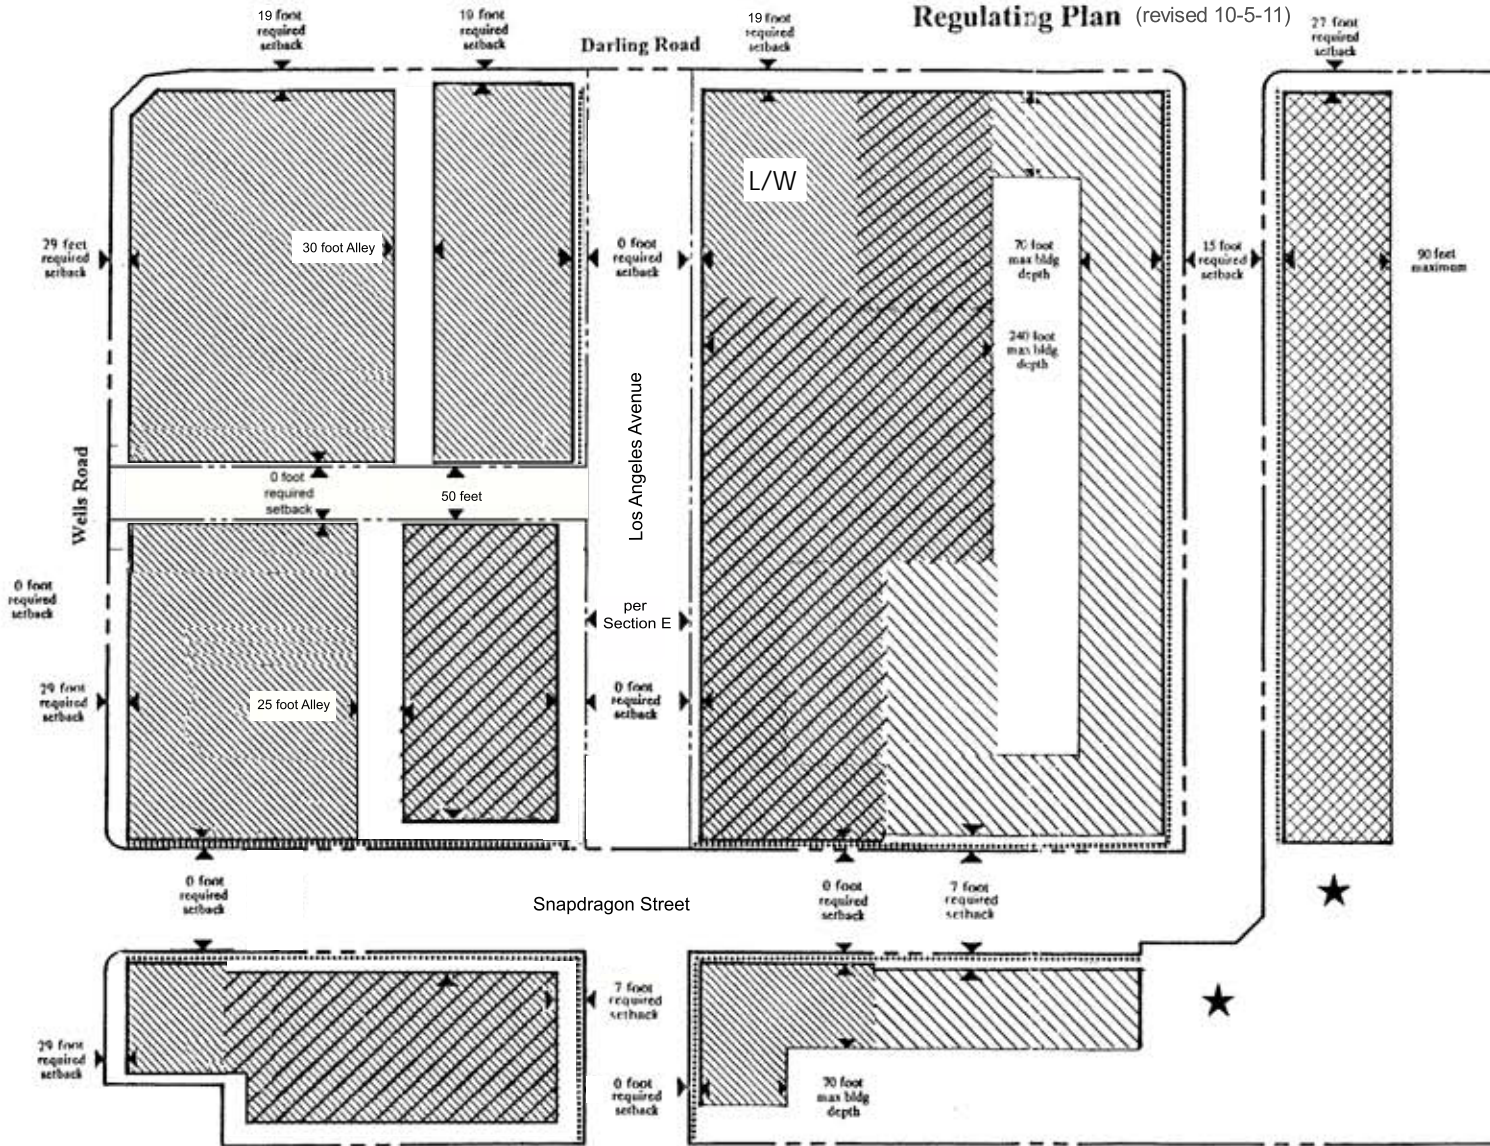 Regulating Plan (revised 10-5-11)
19 foot
required
setback
19 foot
required
setback
Darling Road
19 foot
required
setback
27 foot
required
setback
L/W
29 feet
required
setback
30 foot Alley
0 foot
required
setback
70 foot
max bldg
depth
15 foot
required
setback
90 feet
maximum
240 foot
max bldg
depth
Los Angeles Avenue
Wells Road
0 foot
required
setback
50 feet
0 foot
required
setback
per
Section E
29 foot
required
setback
25 foot Alley
0 foot
required
setback
0 foot
required
setback
Snapdragon Street
0 foot
required
setback
7 foot
required
setback
7 foot
required
setback
29 foot
required
setback
0 foot
required
setback
70 foot
max bldg
depth